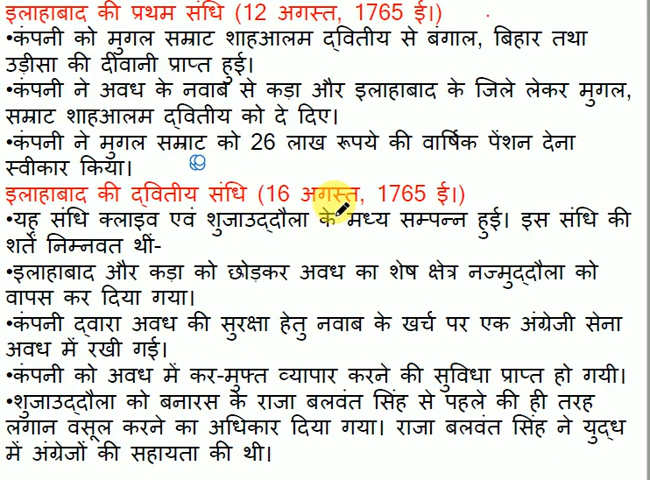 इलाहाबाद की प्रथम संधि (12 अगस्त, 1765 ई।)
•कंपनी को मुगल सम्राट शाहआलम द्वितीय से बंगाल, बिहार तथा
उड़ीसा की दीवानी प्राप्त हुई।
•कंपनी ने अवध के नवाब से कड़ा और इलाहाबाद के जिले लेकर मुगल,
सम्राट शाहआलम द्वितीय को दे दिए।
•कंपनी ने मुगल सम्राट को 26 लाख रूपये की वार्षिक पेंशन देना
स्वीकार किया।
इलाहाबाद की द्वितीय संधि (16 अगस्त, 1765 ई।)
•यह संधि क्लाइव एवं शुजाउद्दौला के मध्य सम्पन्न हुई। इस संधि की
शर्तें निम्नवत थीं-
•इलाहाबाद और कड़ा को छोड़कर अवध का शेष क्षेत्र नज्मुद्दौला को
वापस कर दिया गया।
•कंपनी द्वारा अवध की सुरक्षा हेतु नवाब के खर्च पर एक अंग्रेजी सेना
अवध में रखी गई।
•कंपनी को अवध में कर-मुफ्त व्यापार करने की सुविधा प्राप्त हो गयी।
•शुजाउद्दौला को बनारस के राजा बलवंत सिंह से पहले की ही तरह
लगान वसूल करने का अधिकार दिया गया। राजा बलवंत सिंह ने युद्ध
में अंग्रेजों की सहायता की थी।